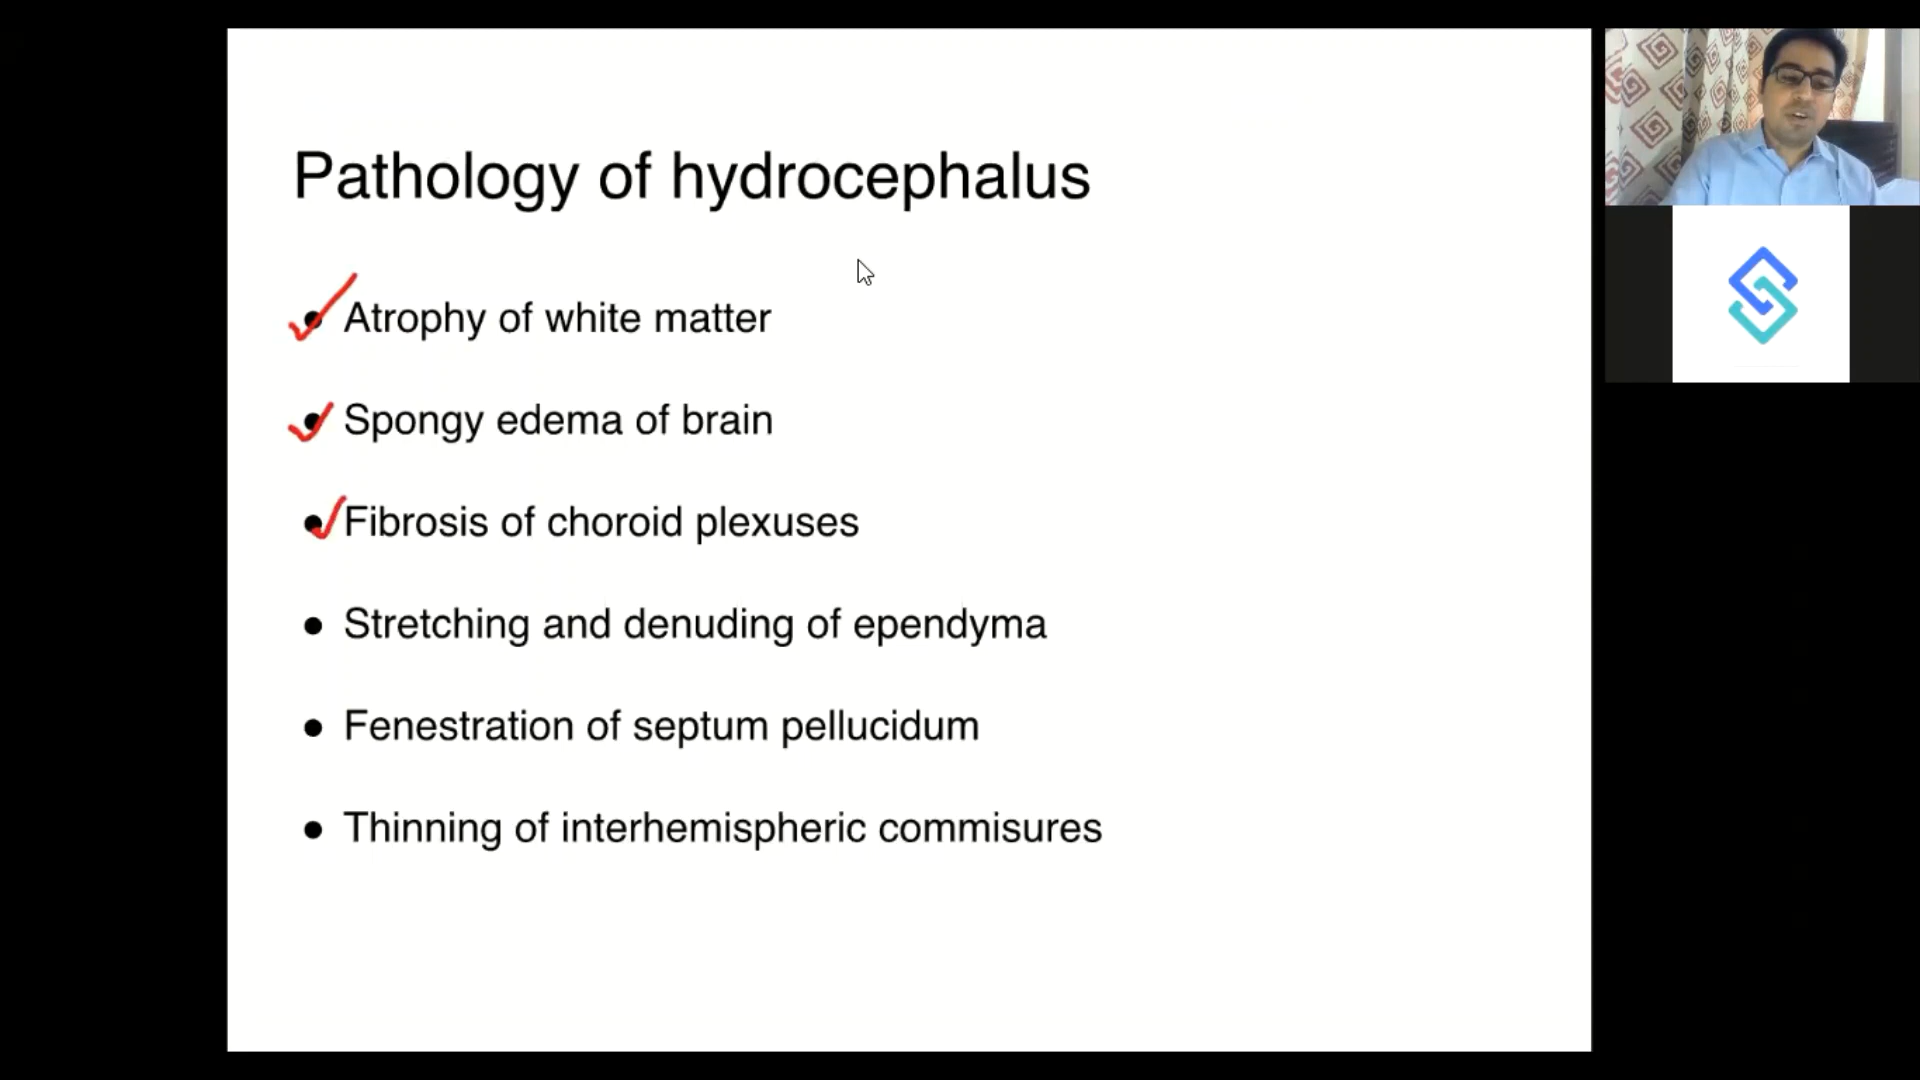 Pathology of hydrocephalus
• Atrophy of white matter
• Spongy edema of brain
• Fibrosis of choroid plexuses
• Stretching and denuding of ependyma
• Fenestration of septum pellucidum
• Thinning of interhemispheric commisures